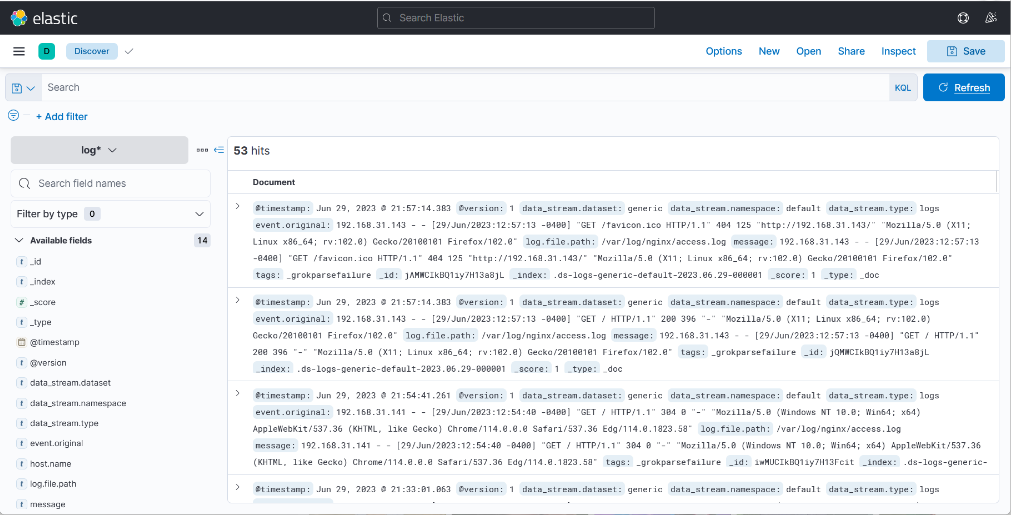 elastic
Search Elastic
D
Discover
Options
New
Open
Share
Inspect
Save
Search
KQL
Refresh
+ Add filter
log*
53 hits
Search field names
Filter by type 0
Available fields 14
t _id
t _index
# _score
t _type
@timestamp
t @version
t data_stream.dataset
t data_stream.namespace
t data_stream.type
t event.original
t host.name
t log.file.path
t message
Document
@timestamp: Jun 29, 2023 @ 21:57:14.383 @version: 1 data_stream.dataset: generic data_stream.namespace: default data_stream.type: logs
event.original: 192.168.31.143 - - [29/Jun/2023:12:57:13 -0400] "GET /favicon.ico HTTP/1.1" 404 125 "http://192.168.31.143/" "Mozilla/5.0 (X11;
Linux x86_64; rv:102.0) Gecko/20100101 Firefox/102.0" log.file.path: /var/log/nginx/access.log message: 192.168.31.143 - - [29/Jun/2023:12:57:13
-0400] "GET /favicon.ico HTTP/1.1" 404 125 "http://192.168.31.143/" "Mozilla/5.0 (X11; Linux x86_64; rv:102.0) Gecko/20100101 Firefox/102.0"
tags: _grokparsefailure _id: jAMWCIkBQ1iy7H13a8jL _index: .ds-logs-generic-default-2023.06.29-000001 _score: 1 _type: _doc
@timestamp: Jun 29, 2023 @ 21:57:14.383 @version: 1 data_stream.dataset: generic data_stream.namespace: default data_stream.type: logs
event.original: 192.168.31.143 - - [29/Jun/2023:12:57:13 -0400] "GET / HTTP/1.1" 200 396 "-" "Mozilla/5.0 (X11; Linux x86_64; rv:102.0)
Gecko/20100101 Firefox/102.0" log.file.path: /var/log/nginx/access.log message: 192.168.31.143 - - [29/Jun/2023:12:57:13 -0400] "GET / HTTP/1.1"
200 396 "-" "Mozilla/5.0 (X11; Linux x86_64; rv:102.0) Gecko/20100101 Firefox/102.0" tags: _grokparsefailure _id: jQMWCIkBQ1iy7H13a8jL
_index: .ds-logs-generic-default-2023.06.29-000001 _score: 1 _type: _doc
@timestamp: Jun 29, 2023 @ 21:54:41.261 @version: 1 data_stream.dataset: generic data_stream.namespace: default data_stream.type: logs
event.original: 192.168.31.141 - - [29/Jun/2023:12:54:40 -0400] "GET / HTTP/1.1" 304 0 "-" "Mozilla/5.0 (Windows NT 10.0; Win64; x64)
AppleWebKit/537.36 (KHTML, like Gecko) Chrome/114.0.0.0 Safari/537.36 Edg/114.0.1823.58" log.file.path: /var/log/nginx/access.log
message: 192.168.31.141 - - [29/Jun/2023:12:54:40 -0400] "GET / HTTP/1.1" 304 0 "-" "Mozilla/5.0 (Windows NT 10.0; Win64; x64) AppleWebKit/537.36
(KHTML, like Gecko) Chrome/114.0.0.0 Safari/537.36 Edg/114.0.1823.58" tags: _grokparsefailure _id: iwMUCIkBQ1iy7H13Fcit _index: .ds-logs-generic-
@timestamp: Jun 29, 2023 @ 21:33:01.063 @version: 1 data_stream.dataset: generic data_stream.namespace: default data_stream.type: logs